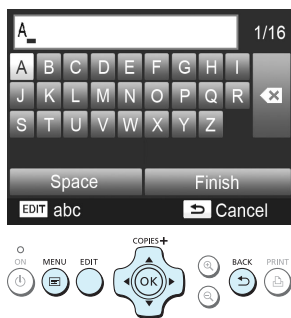 A_ 1/16
A B C D E F G H I
J K L M N O P Q R
S T U V W X Y Z
Space Finish
EDIT abc Cancel
COPIES+
ON MENU EDIT BACK PRINT
OK